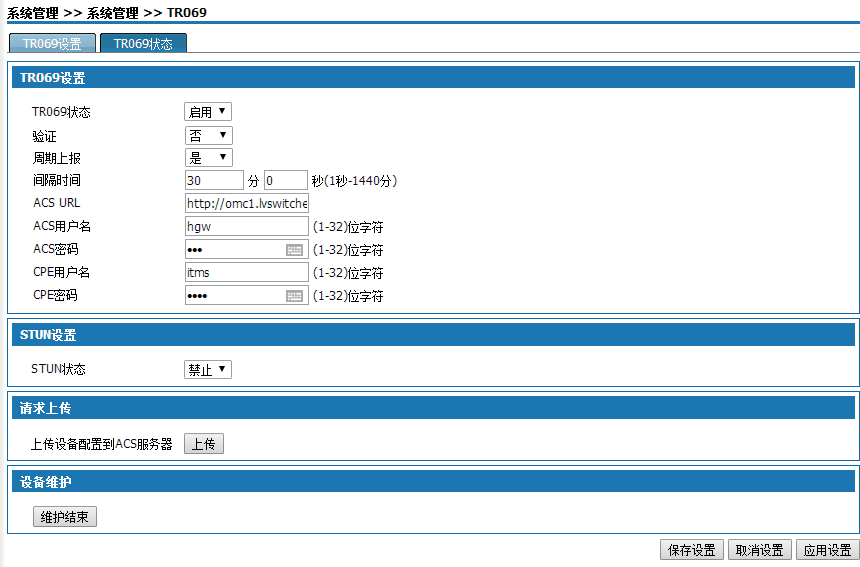 系统管理 >> 系统管理 >> TR069
TR069设置 TR069状态
TR069设置
TR069状态 启用
验证 否
周期上报 是
间隔时间 30 分 0 秒(1秒-1440分)
ACS URL http://omc1.lvswitche
ACS用户名 hgw (1-32)位字符
ACS密码 ••• (1-32)位字符
CPE用户名 itms (1-32)位字符
CPE密码 •••• (1-32)位字符
STUN设置
STUN状态 禁止
请求上传
上传设备配置到ACS服务器 上传
设备维护
维护结束
保存设置 取消设置 应用设置